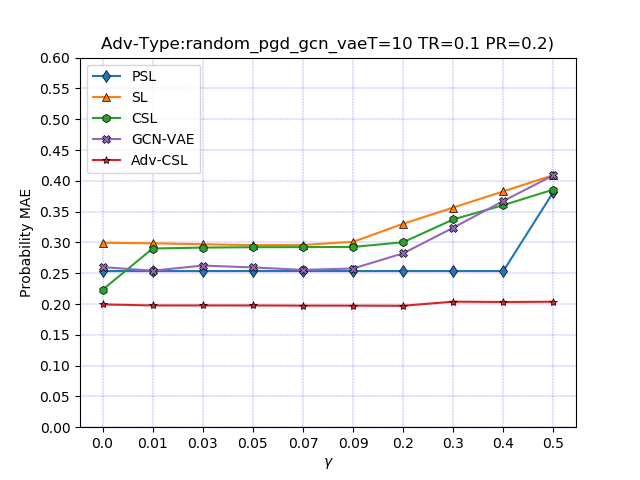 Adv-Type:random_pgd_gcn_vaeT=10 TR=0.1 PR=0.2)
0.60
0.55
0.50
0.45
0.40
0.35
0.30
0.25
0.20
0.15
0.10
0.05
0.00
Probability MAE
PSL
SL
CSL
GCN-VAE
Adv-CSL
0.0 0.01 0.03 0.05 0.07 0.09 0.2 0.3 0.4 0.5
γ